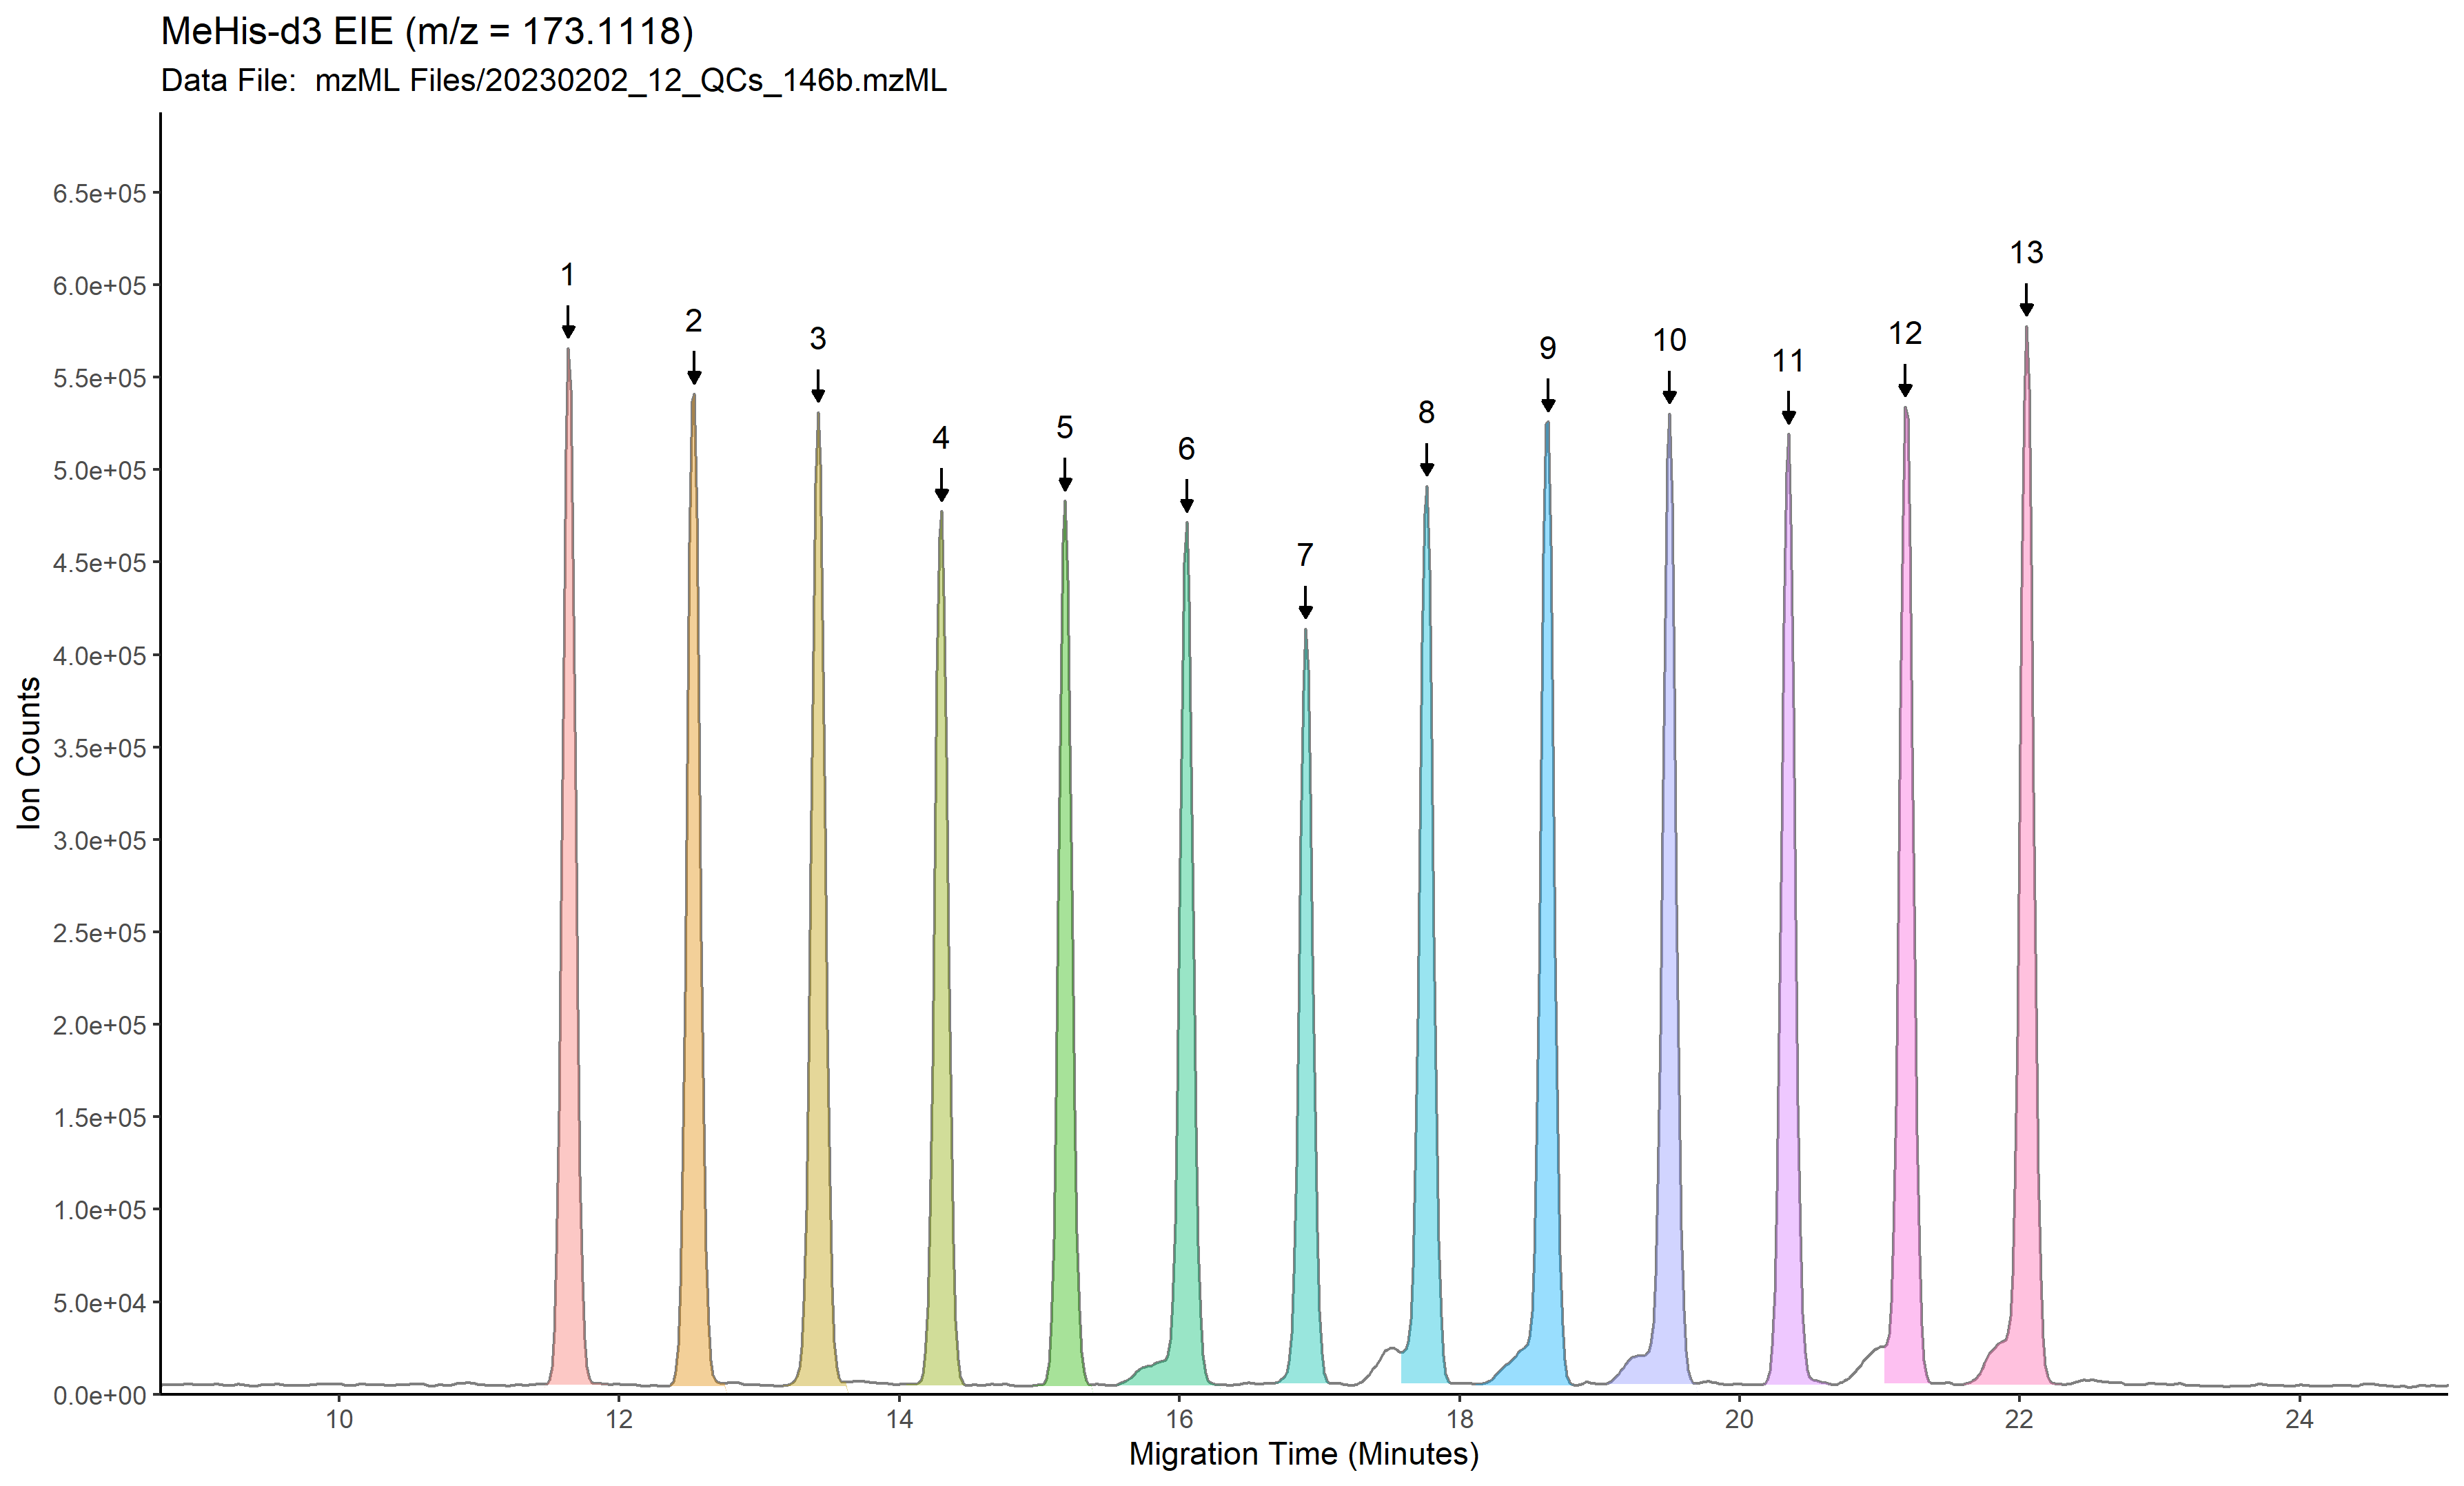 MeHis-d3 EIE (m/z = 173.1118)
Data File:  mzML Files/20230202_12_QCs_146b.mzML
Ion Counts
6.5e+05
6.0e+05
5.5e+05
5.0e+05
4.5e+05
4.0e+05
3.5e+05
3.0e+05
2.5e+05
2.0e+05
1.5e+05
1.0e+05
5.0e+04
0.0e+00
1
2
3
4
5
6
7
8
9
10
11
12
13
10 12 14 16 18 20 22 24
Migration Time (Minutes)